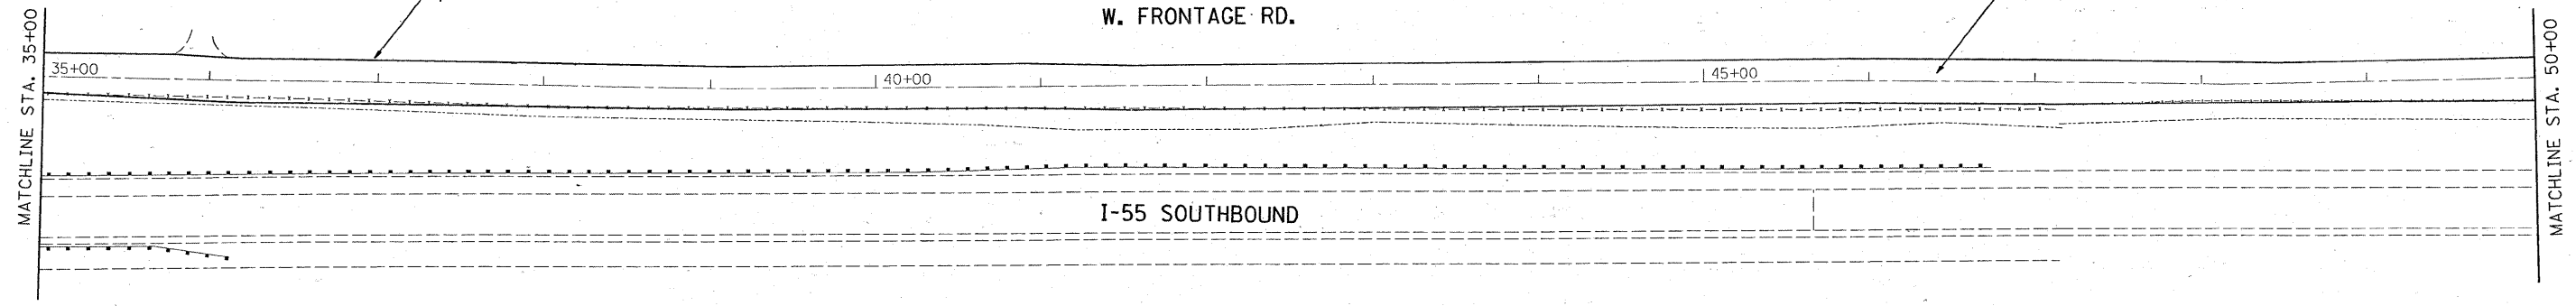 W. FRONTAGE RD.
MATCHLINE STA. 35+00
35+00
40+00
45+00
MATCHLINE STA. 50+00
I-55 SOUTHBOUND